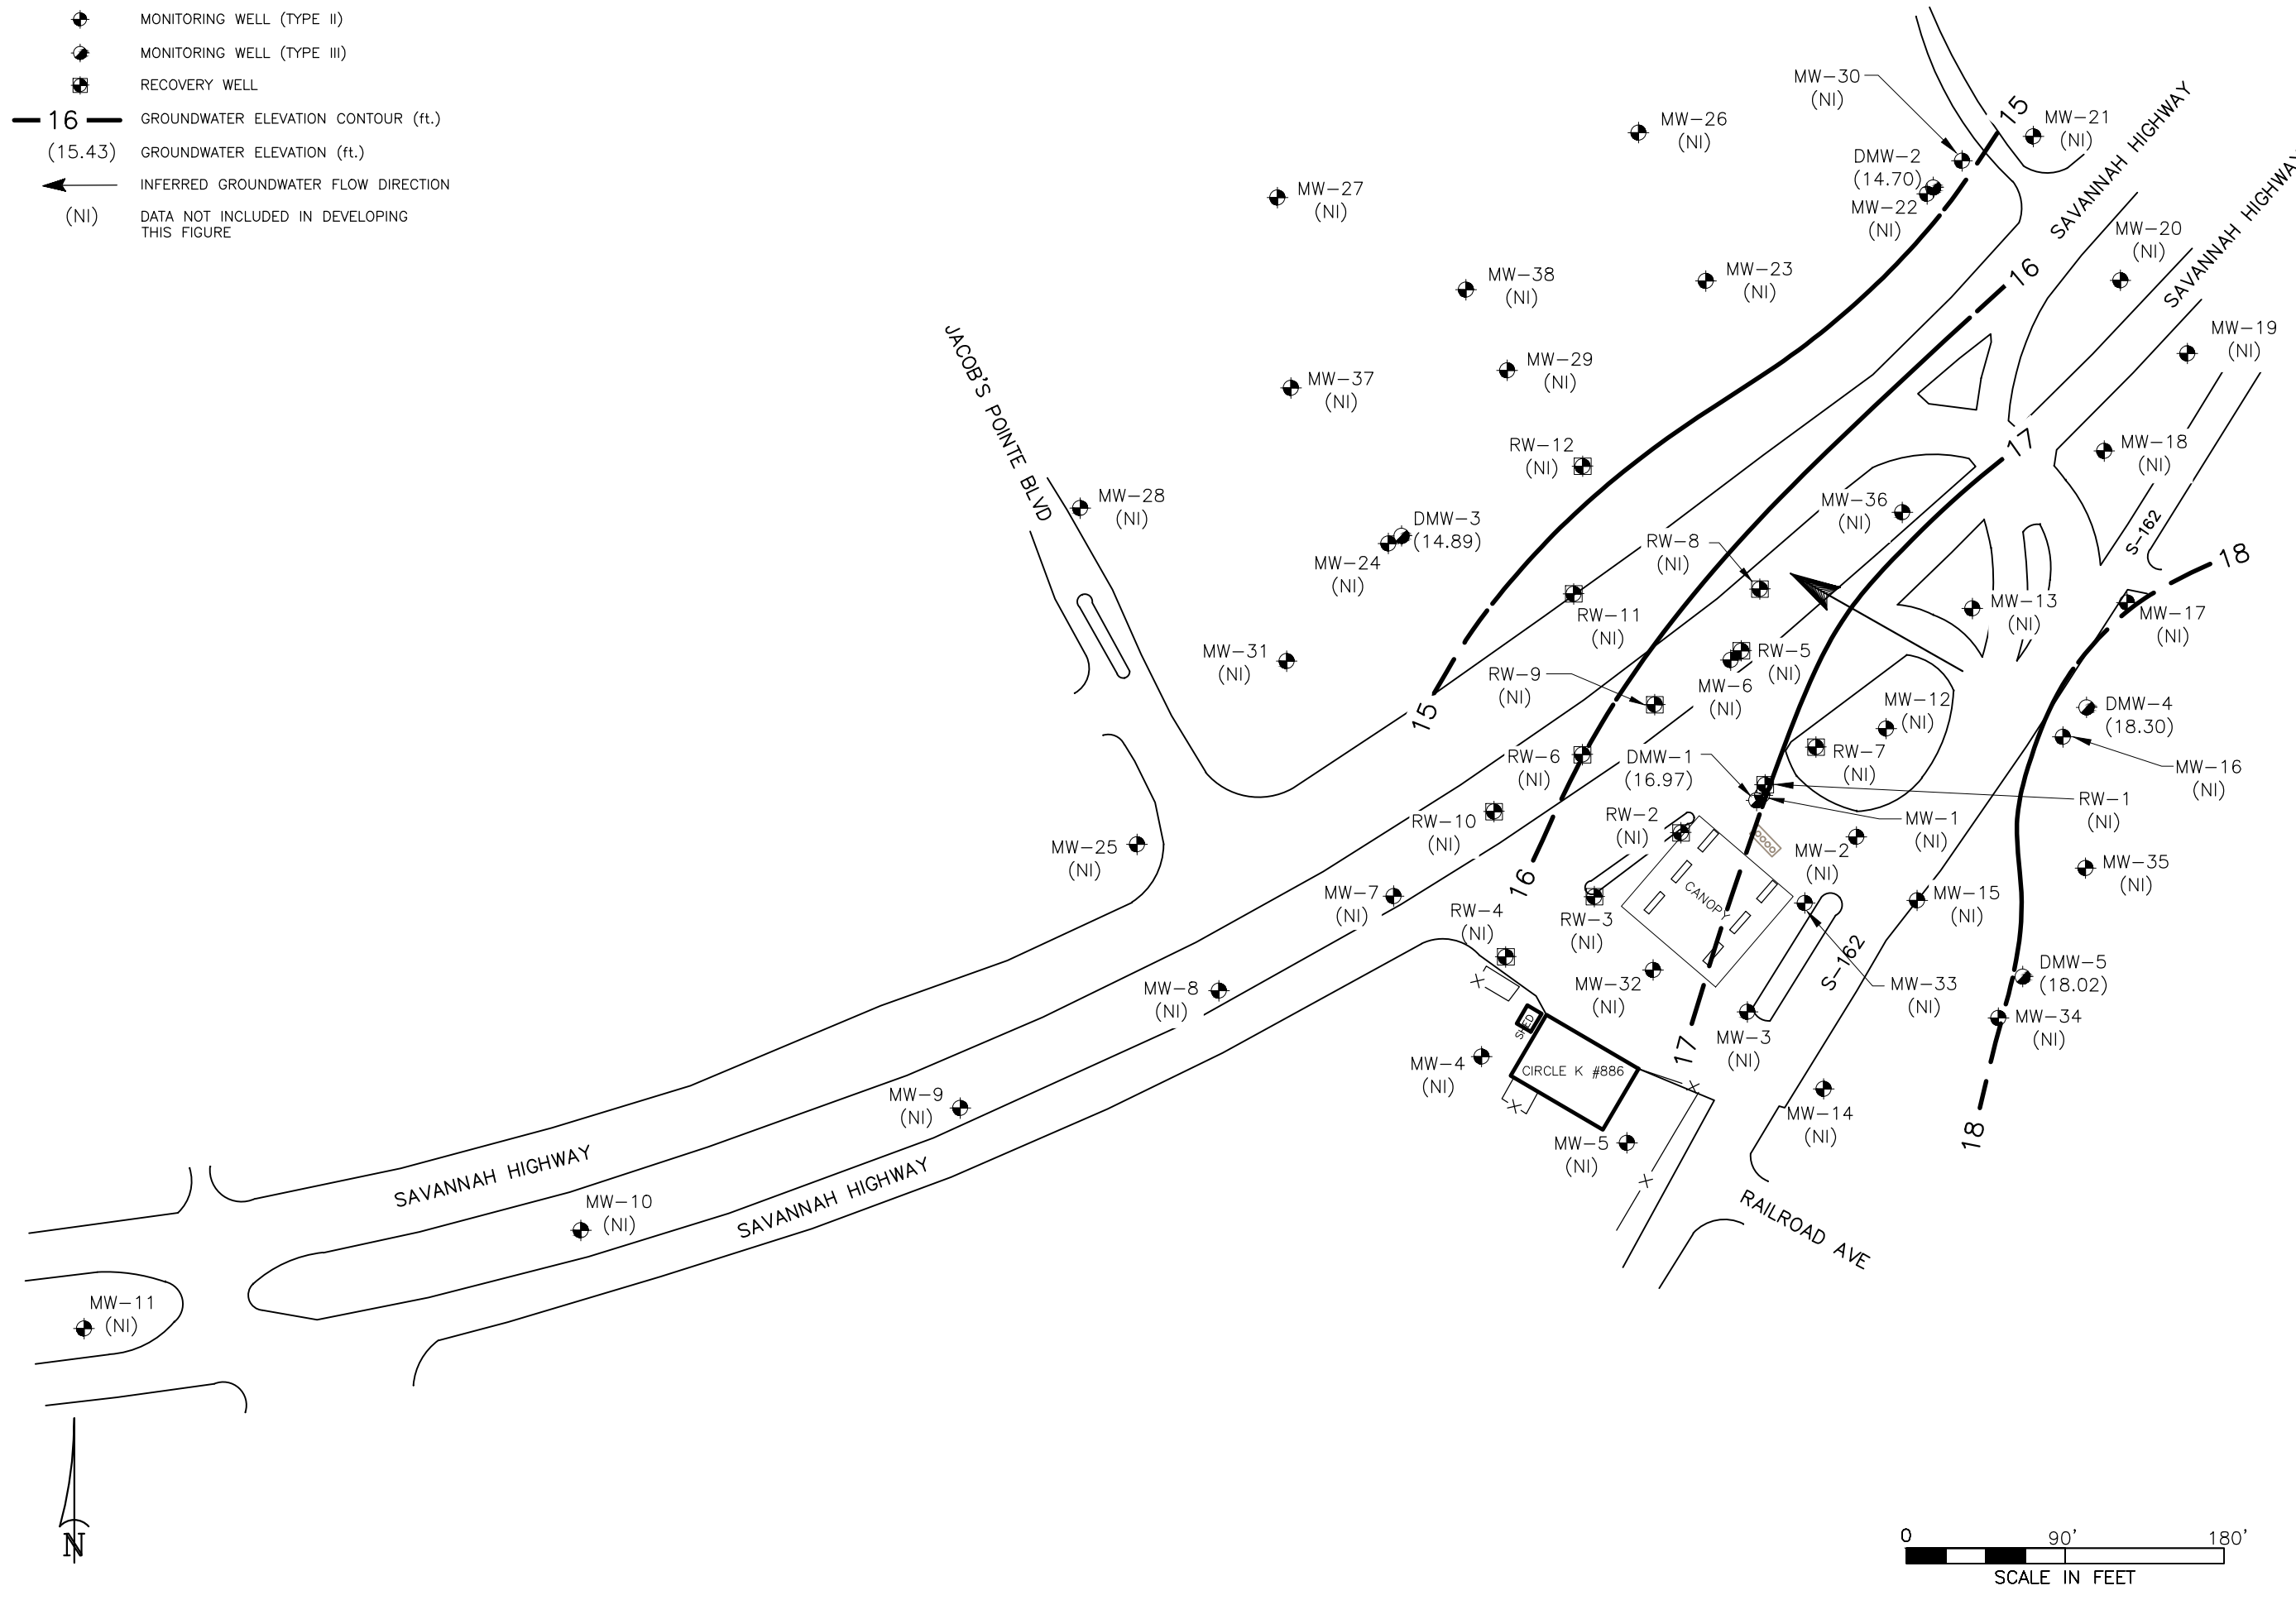 MONITORING WELL (TYPE II)
MONITORING WELL (TYPE III)
RECOVERY WELL
16
GROUNDWATER ELEVATION CONTOUR (ft.)
(15.43)
GROUNDWATER ELEVATION (ft.)
INFERRED GROUNDWATER FLOW DIRECTION
(NI)
DATA NOT INCLUDED IN DEVELOPING
THIS FIGURE
MW-30
(NI)
15
MW-26
(NI)
MW-21
(NI)
SAVANNAH HIGHWAY
DMW-2
(14.70)
MW-22
(NI)
MW-27
(NI)
SAVANNAH HIGHWAY
MW-20
(NI)
MW-38
(NI)
MW-23
(NI)
16
MW-19
(NI)
JACOB'S POINTE BLVD
MW-37
(NI)
MW-29
(NI)
RW-12
(NI)
17
MW-18
(NI)
MW-28
(NI)
MW-36
(NI)
DMW-3
(14.89)
MW-24
(NI)
RW-8
(NI)
S-162
18
RW-11
(NI)
MW-13
(NI)
MW-17
(NI)
MW-31
(NI)
RW-5
(NI)
RW-9
(NI)
MW-6
(NI)
15
MW-12
(NI)
DMW-4
(18.30)
RW-6
(NI)
DMW-1
(16.97)
RW-7
(NI)
MW-16
(NI)
RW-1
(NI)
RW-10
(NI)
RW-2
(NI)
MW-1
(NI)
MW-2
(NI)
MW-25
(NI)
MW-35
(NI)
16
MW-7
(NI)
RW-4
(NI)
RW-3
(NI)
CANOPY
MW-15
(NI)
S-162
MW-8
(NI)
X
MW-32
(NI)
MW-33
(NI)
DMW-5
(18.02)
MW-34
(NI)
SHED
MW-3
(NI)
17
MW-4
(NI)
CIRCLE K #886
X
X
MW-9
(NI)
MW-14
(NI)
18
MW-5
(NI)
X
SAVANNAH HIGHWAY
SAVANNAH HIGHWAY
RAILROAD AVE
MW-10
(NI)
MW-11
(NI)
N
0 90' 180'
SCALE IN FEET